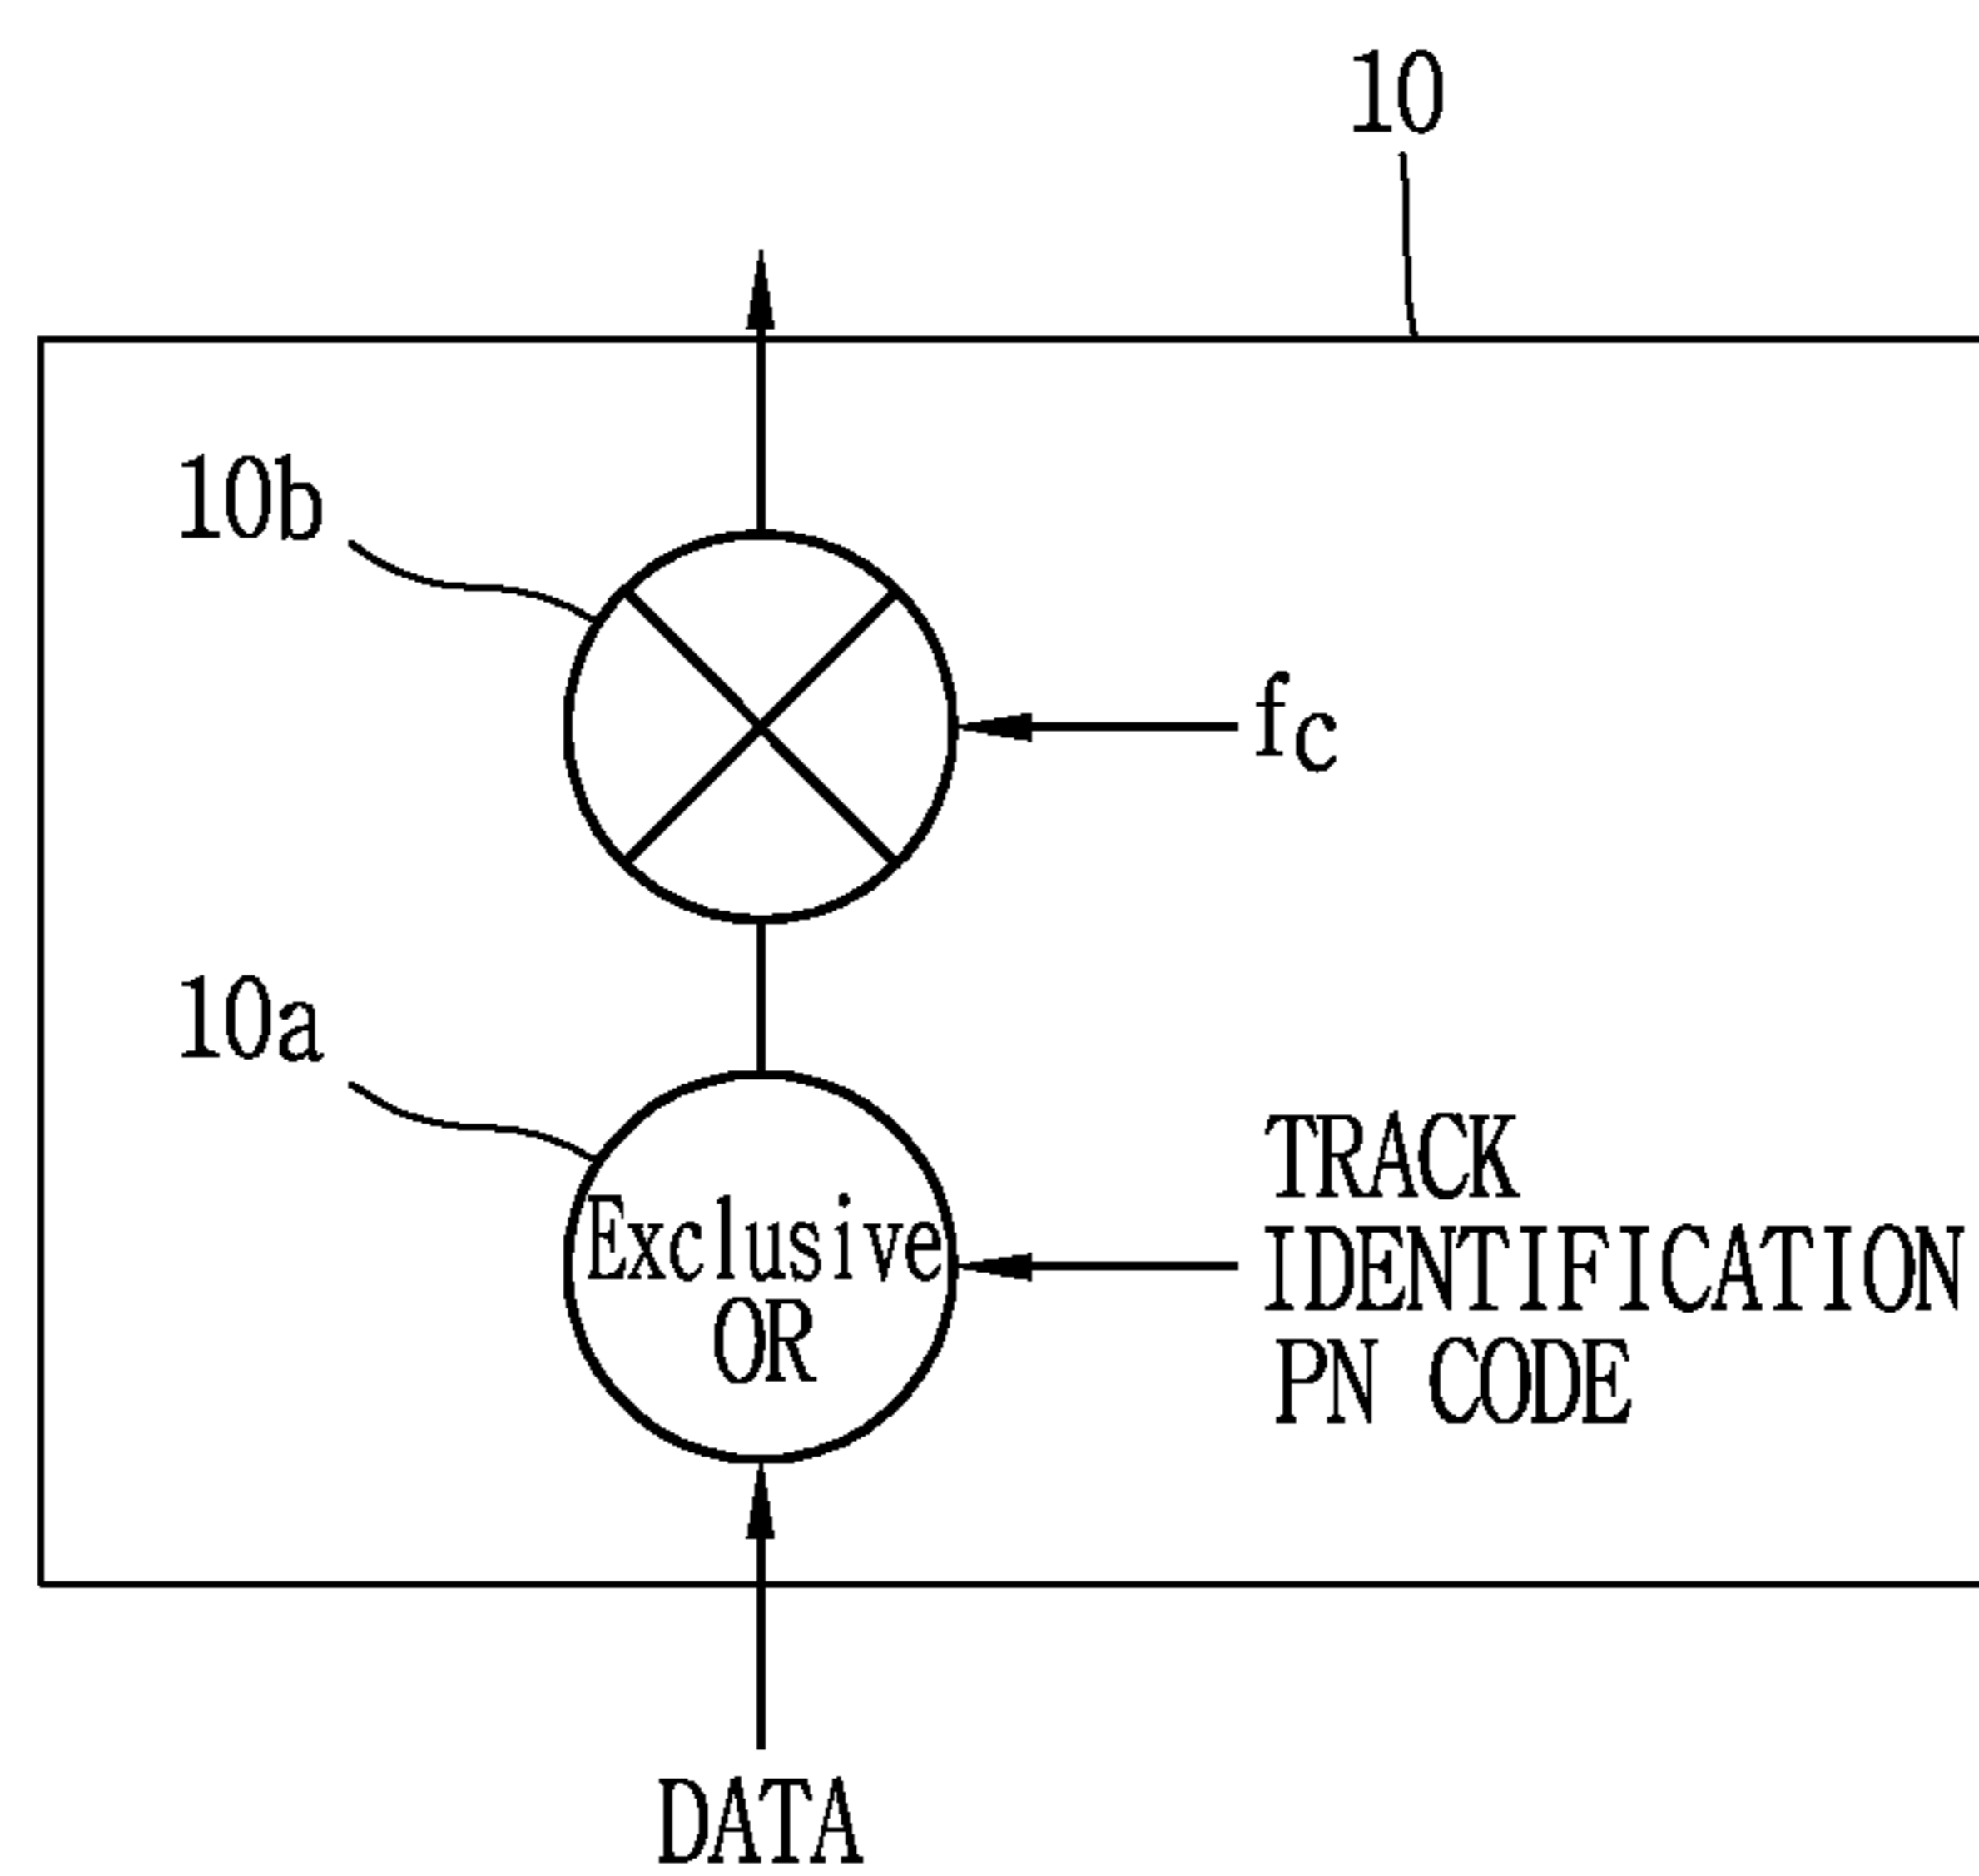 10
10b
fc
10a
TRACK
IDENTIFICATION
PN CODE
Exclusive
OR
DATA